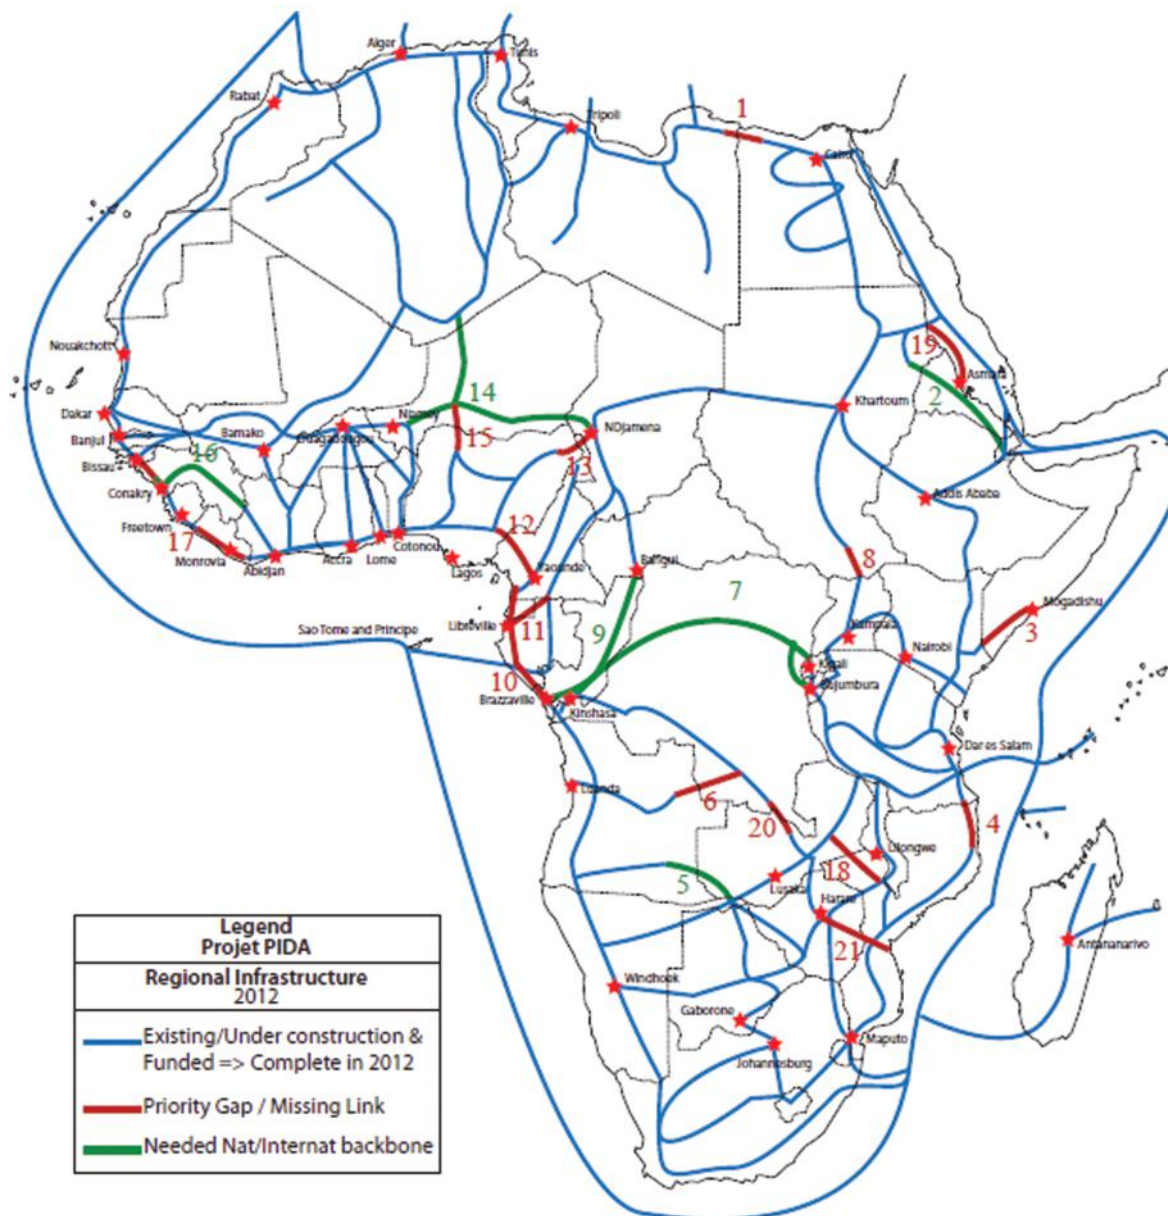 Alger
Tunis
Rabat
Tripoli
1
Cairo
Nouakchott
19
Asmara
14
2
Dakar
Niamey
Khartoum
Banjul
Bamako
Ouagadougou
15
NDjamena
Bissau
16
13
Conakry
Addis Abebe
Freetown
12
17
Monrovia
Abidjan
Accra
Lome
Cotonou
Lagos
8
Yaounde
Bangui
7
Mogadishu
3
Libreville
11
9
Kampala
Sao Tome and Principe
Nairobi
Kigali
10
Bujumbura
Brazzaville
Kinshasa
Dar es Salam
Luanda
6
20
4
Lilongwe
5
18
Lusaka
Harare
21
Antananarivo
Windhoek
Gaborone
Maputo
Johannesburg
Legend
Projet PIDA
Regional Infrastructure
2012
Existing/Under construction &
Funded => Complete in 2012
Priority Gap / Missing Link
Needed Nat/Internat backbone